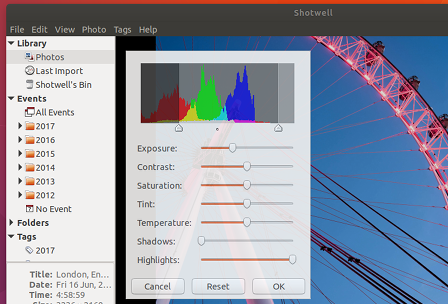 Shotwell
File Edit View Photo Tags Help
Library
Photos
Last Import
Shotwell's Bin
Events
All Events
2017
2016
2015
2014
2013
2012
No Event
Folders
Tags
2017
Title: London, En...
Date: Fri 16 Jun, 2...
Time: 4:58:59
Exposure:
Contrast:
Saturation:
Tint:
Temperature:
Shadows:
Highlights:
Cancel Reset OK